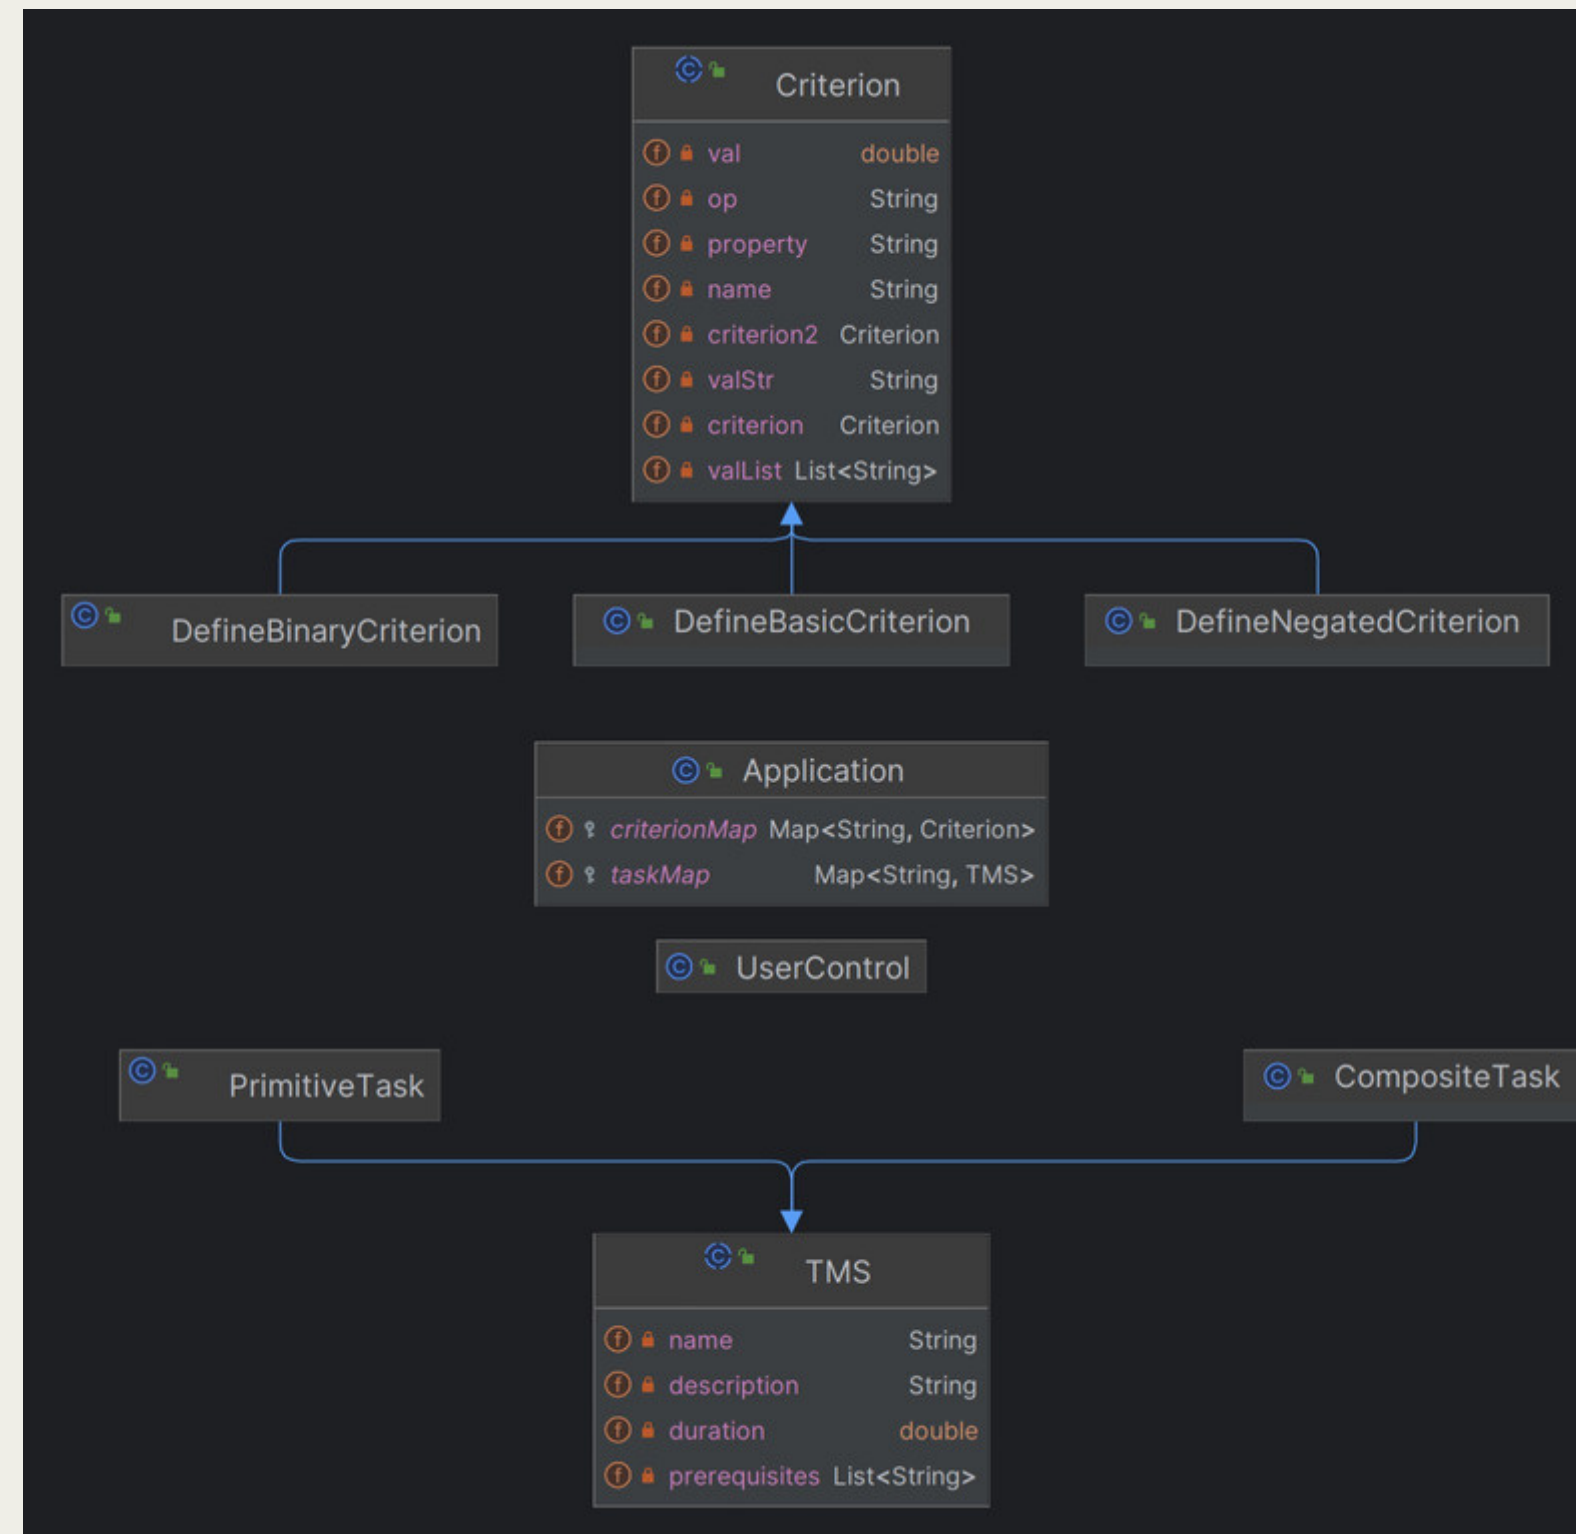 Criterion
val double
op String
property String
name String
criterion2 Criterion
valStr String
criterion Criterion
valList List<String>
DefineBinaryCriterion DefineBasicCriterion DefineNegatedCriterion
Application
criterionMap Map<String, Criterion>
taskMap Map<String, TMS>
UserControl
PrimitiveTask CompositeTask
TMS
name String
description String
duration double
prerequisites List<String>